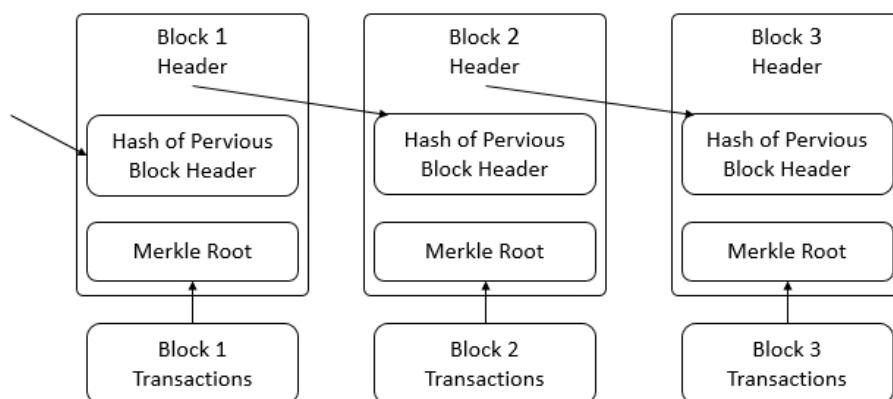 Block 1
Header
Hash of Pervious
Block Header
Merkle Root
Block 1
Transactions
Block 2
Header
Hash of Pervious
Block Header
Merkle Root
Block 2
Transactions
Block 3
Header
Hash of Pervious
Block Header
Merkle Root
Block 3
Transactions